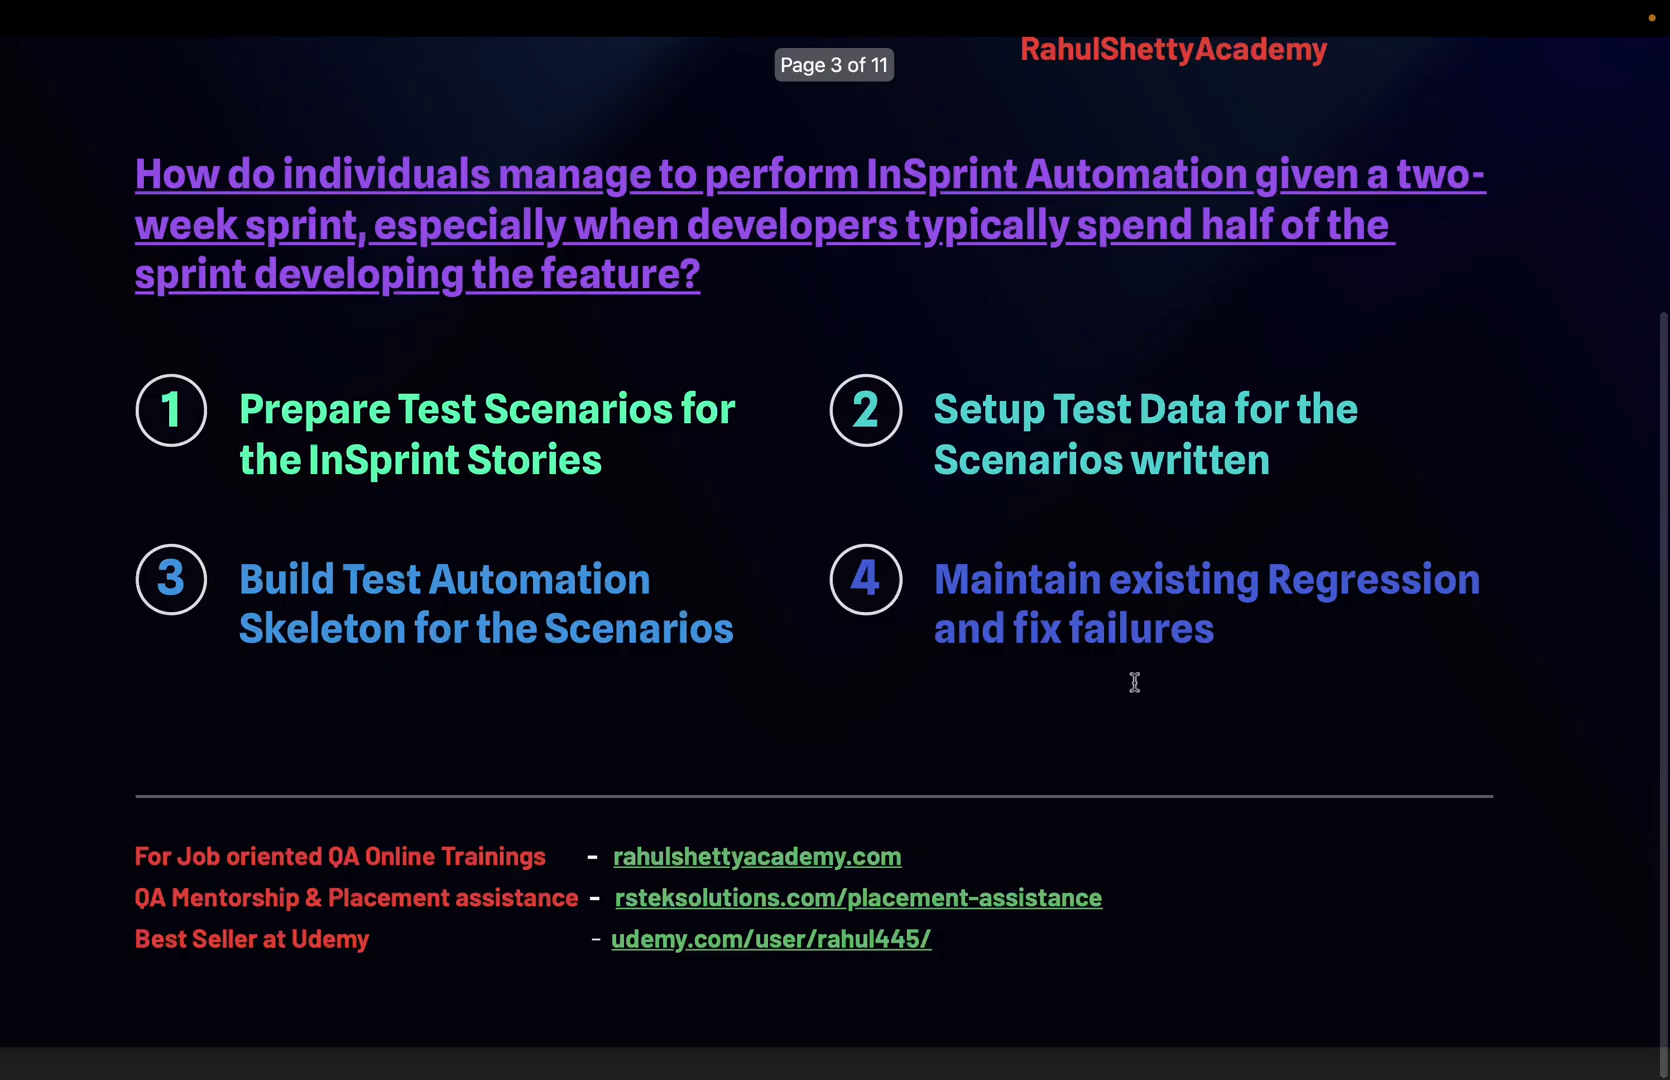 RahulShettyAcademy
Page 3 of 11
How do individuals manage to perform InSprint Automation given a two-
week sprint, especially when developers typically spend half of the
sprint developing the feature?
1
Prepare Test Scenarios for
the InSprint Stories
2
Setup Test Data for the
Scenarios written
3
Build Test Automation
Skeleton for the Scenarios
4
Maintain existing Regression
and fix failures
For Job oriented QA Online Trainings - rahulshettyacademy.com
QA Mentorship & Placement assistance - rsteksolutions.com/placement-assistance
Best Seller at Udemy - udemy.com/user/rahul445/